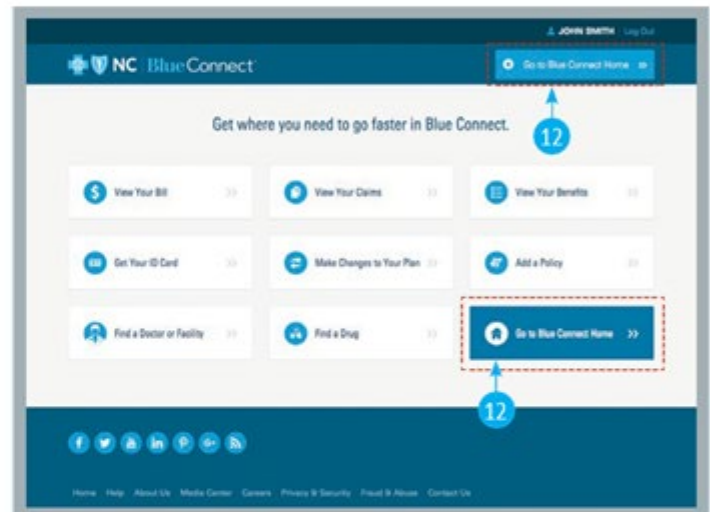 JOHN SMITH Log Out
NC Blue Connect
Go to Blue Connect Home
12
Get where you need to go faster in Blue Connect.
View Your Bill
View Your Claims
View Your Benefits
Get Your ID Card
Make Changes to Your Plan
Add a Policy
Find a Doctor or Facility
Find a Drug
Go to Blue Connect Home
12
Home Help About Us Media Center Careers Privacy & Security Fraud & Abuse Contact Us